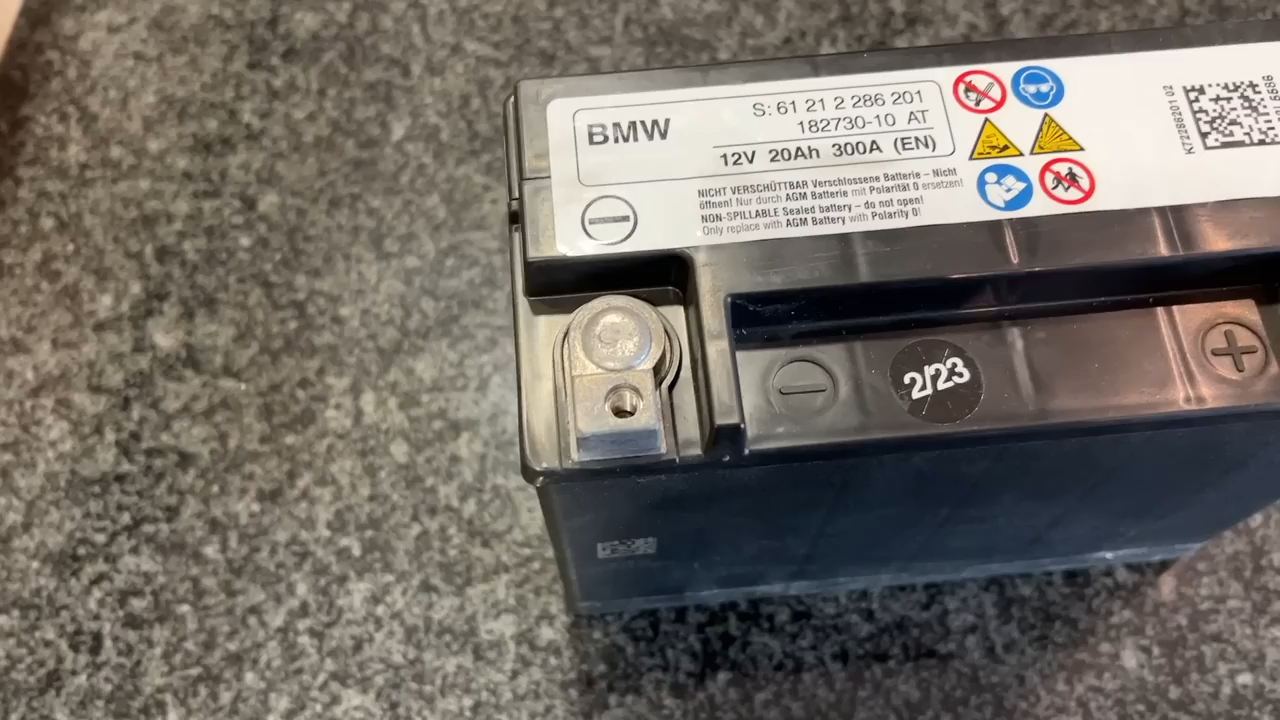 BMW
S: 61 21 2 286 201
182730-10 AT
12V 20Ah 300A (EN)
NICHT VERSCHÜTTBAR Verschlossene Batterie – Nicht
öffnen! Nur durch AGM Batterie mit Polarität 0 ersetzen!
NON-SPILLABLE Sealed battery – do not open!
Only replace with AGM Battery with Polarity 0!
K72286201 02
2/23